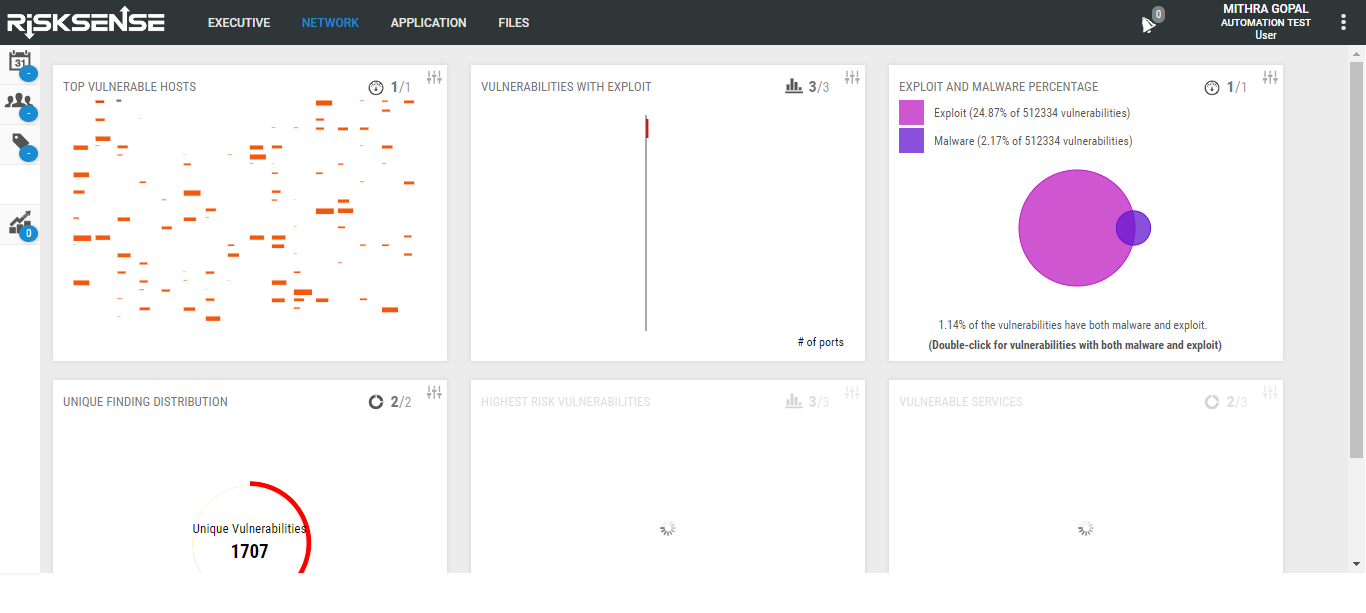 RiSKSENSE
EXECUTIVE
NETWORK
APPLICATION
FILES
0
MITHRA GOPAL
AUTOMATION TEST
User
31
-
-
-
0
TOP VULNERABLE HOSTS
1/1
VULNERABILITIES WITH EXPLOIT
3/3
# of ports
EXPLOIT AND MALWARE PERCENTAGE
1/1
Exploit (24.87% of 512334 vulnerabilities)
Malware (2.17% of 512334 vulnerabilities)
1.14% of the vulnerabilities have both malware and exploit.
(Double-click for vulnerabilities with both malware and exploit)
UNIQUE FINDING DISTRIBUTION
2/2
Unique Vulnerabilities
1707
HIGHEST RISK VULNERABILITIES
3/3
VULNERABLE SERVICES
2/3